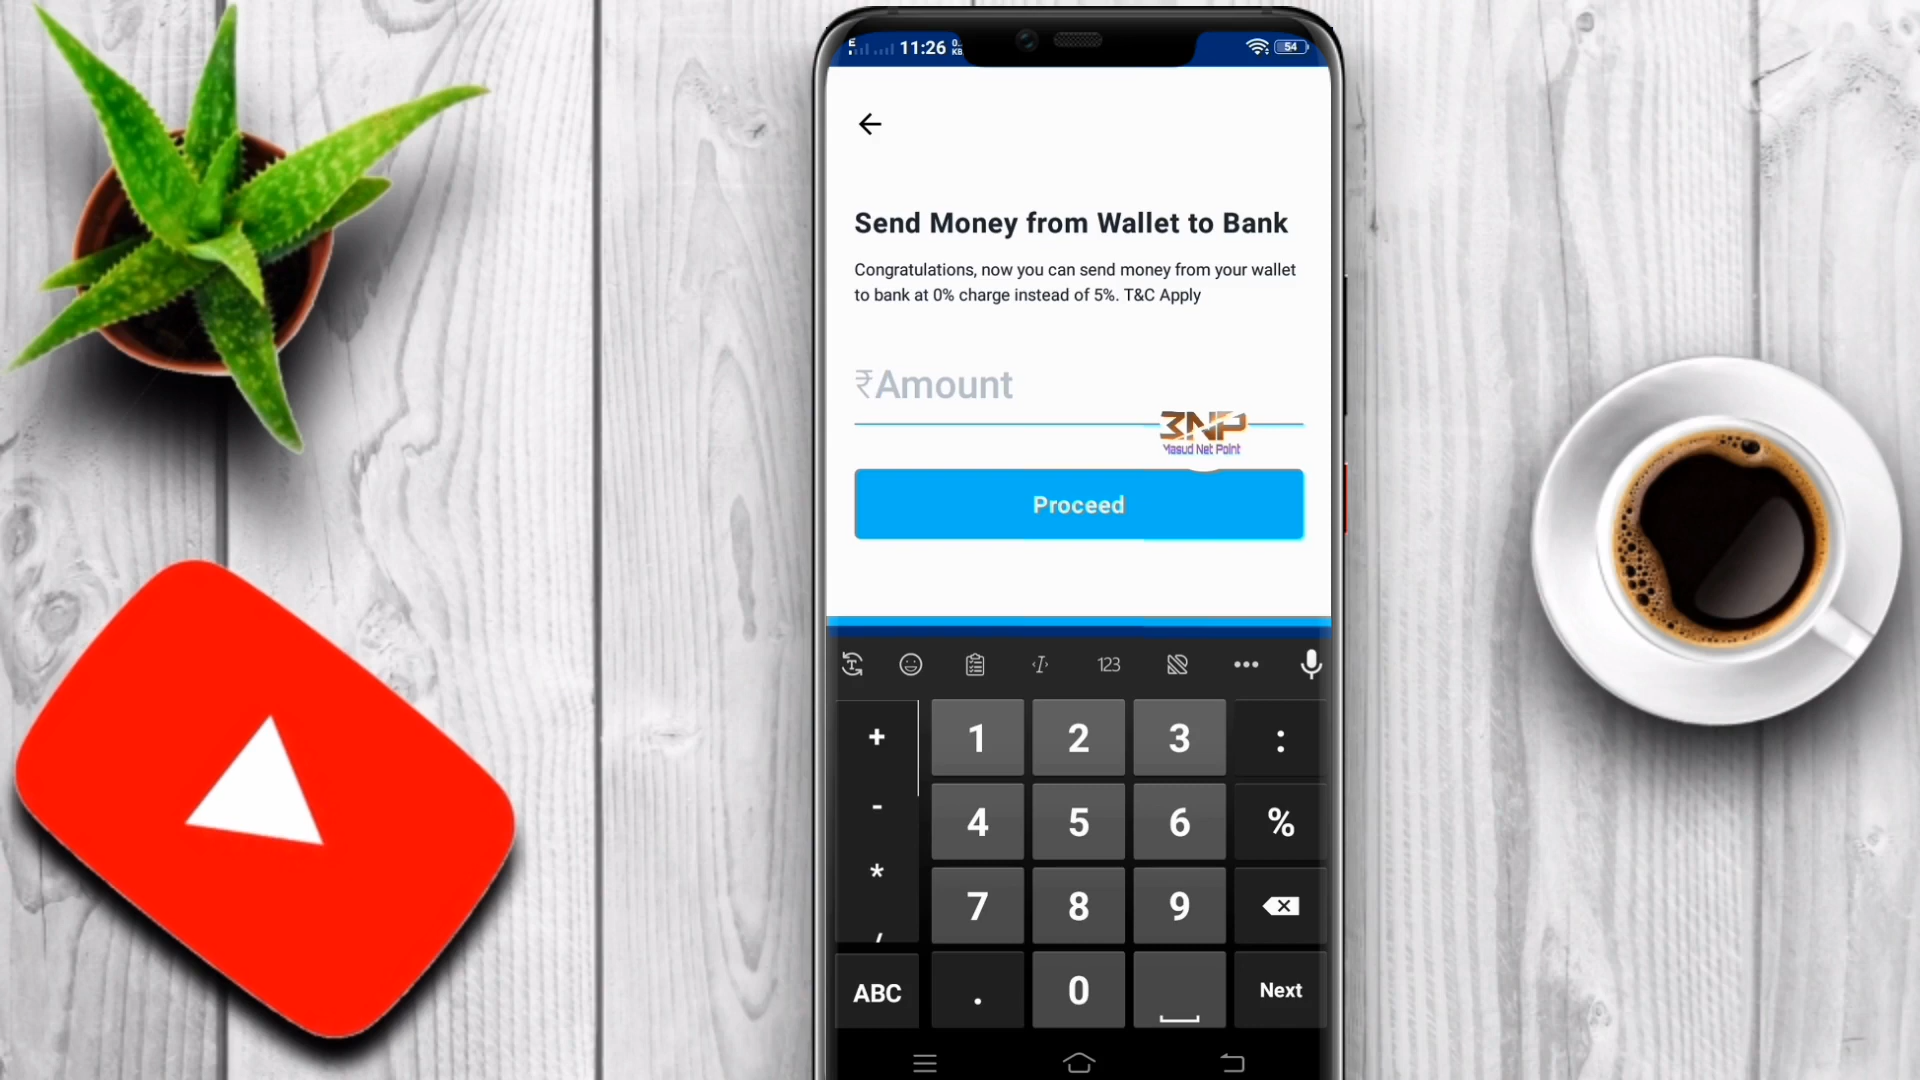 E
11:26
54
Send Money from Wallet to Bank
Congratulations, now you can send money from your wallet
to bank at 0% charge instead of 5%. T&C Apply
₹Amount
3NP
Masud Net Point
Proceed
123
+ 1 2 3 :
- 4 5 6 %
* 7 8 9
/
ABC . 0 Next